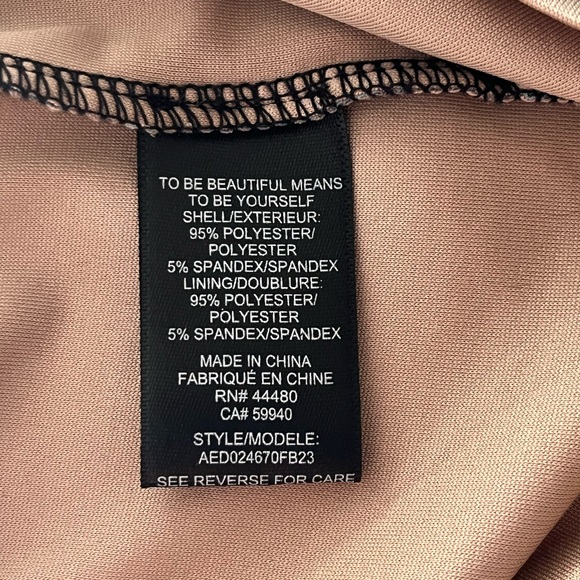 TO BE BEAUTIFUL MEANS
TO BE YOURSELF
SHELL/EXTERIEUR:
95% POLYESTER/
POLYESTER
5% SPANDEX/SPANDEX
LINING/DOUBLURE:
95% POLYESTER/
POLYESTER
5% SPANDEX/SPANDEX
MADE IN CHINA
FABRIQUÉ EN CHINE
RN# 44480
CA# 59940
STYLE/MODELE:
AED024670FB23
SEE REVERSE FOR CARE